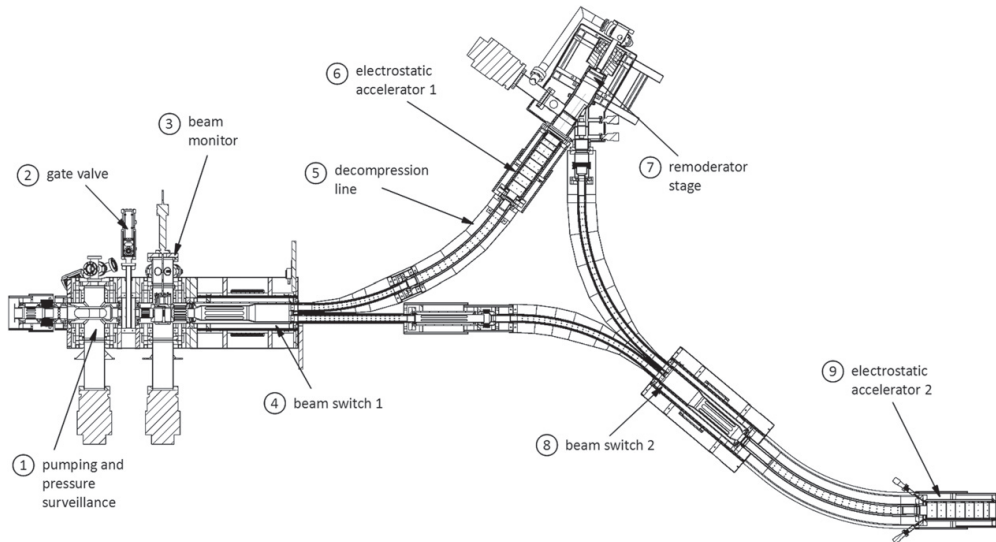 ① pumping and
pressure
surveillance
② gate valve
③ beam
monitor
④ beam switch 1
⑤ decompression
line
⑥ electrostatic
accelerator 1
⑦ remoderator
stage
⑧ beam switch 2
⑨ electrostatic
accelerator 2